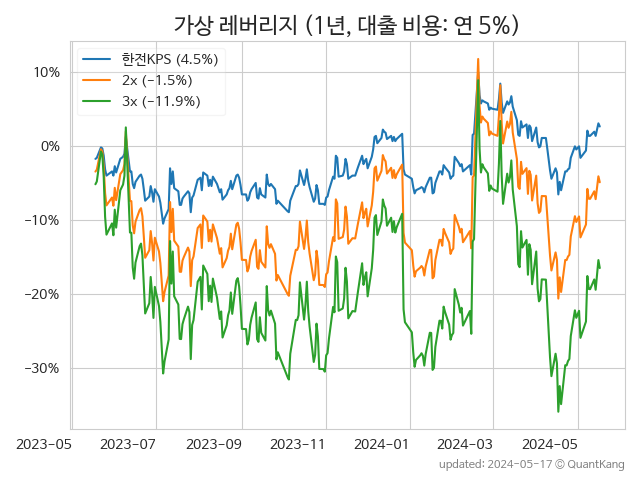 가상 레버리지 (1년, 대출 비용: 연 5%)
한전KPS (4.5%)
2x (−1.5%)
3x (−11.9%)
10%
0%
−10%
−20%
−30%
2023−05 2023−07 2023−09 2023−11 2024−01 2024−03 2024−05
updated: 2024−05−17 © QuantKang